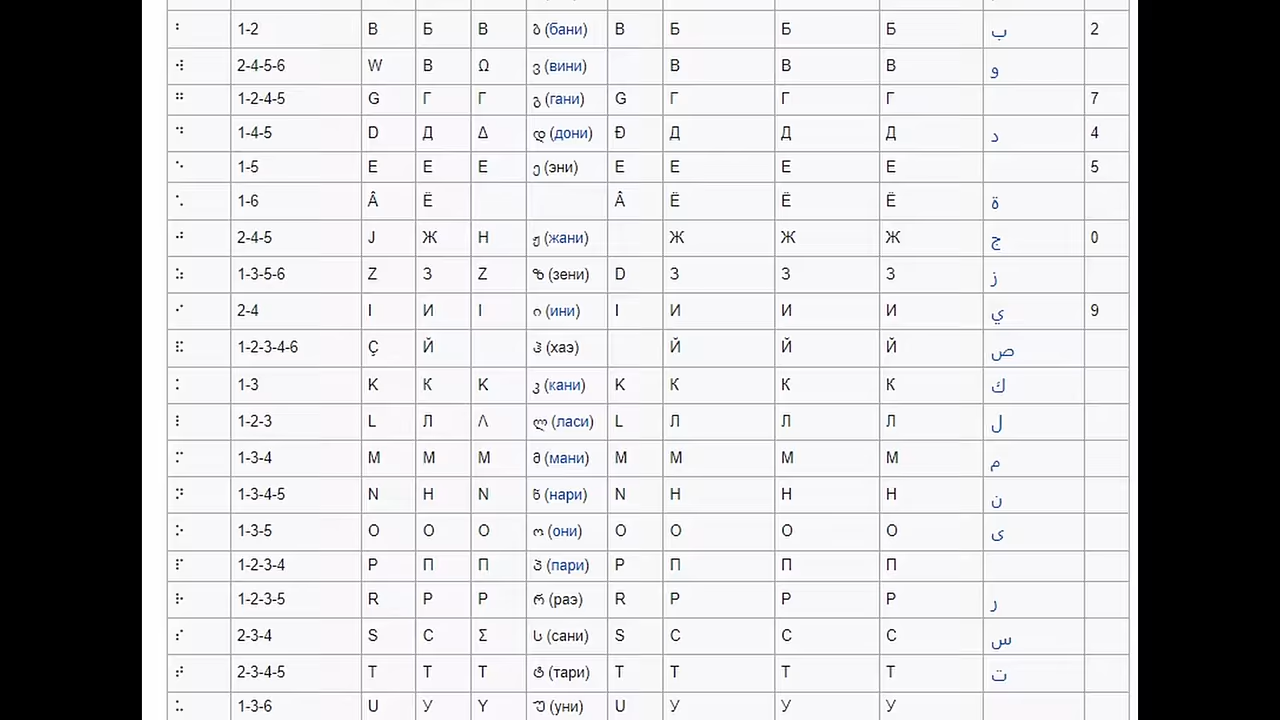 ⠃ 1-2 B Б B ბ (бани) B Б Б Б ب 2
⠺ 2-4-5-6 W В Ω ვ (вини) В В В و
⠛ 1-2-4-5 G Г Γ გ (гани) G Г Г Г 7
⠙ 1-4-5 D Д Δ დ (дони) Đ Д Д Д د 4
⠑ 1-5 E Е E ე (эни) E Е Е Е 5
⠡ 1-6 Â Ё Â Ё Ё Ё ة
⠚ 2-4-5 J Ж H ჟ (жани) Ж Ж Ж ج 0
⠵ 1-3-5-6 Z З Z ზ (зени) D З З З ز
⠊ 2-4 I И I ი (ини) I И И И ي 9
⠯ 1-2-3-4-6 Ç Й ჰ (хаэ) Й Й Й ص
⠅ 1-3 K К K კ (кани) K К К К ك
⠇ 1-2-3 L Л Λ ლ (ласи) L Л Л Л ل
⠍ 1-3-4 M М M მ (мани) M М М М م
⠝ 1-3-4-5 N Н N ნ (нари) N Н Н Н ن
⠕ 1-3-5 O О O ო (они) O О О О ى
⠏ 1-2-3-4 P П Π პ (пари) P П П П
⠗ 1-2-3-5 R Р P რ (раэ) R Р Р Р ر
⠎ 2-3-4 S С Σ ს (сани) S С С С س
⠞ 2-3-4-5 T Т T ტ (тари) T Т Т Т ت
⠥ 1-3-6 U У Y უ (уни) U У У У